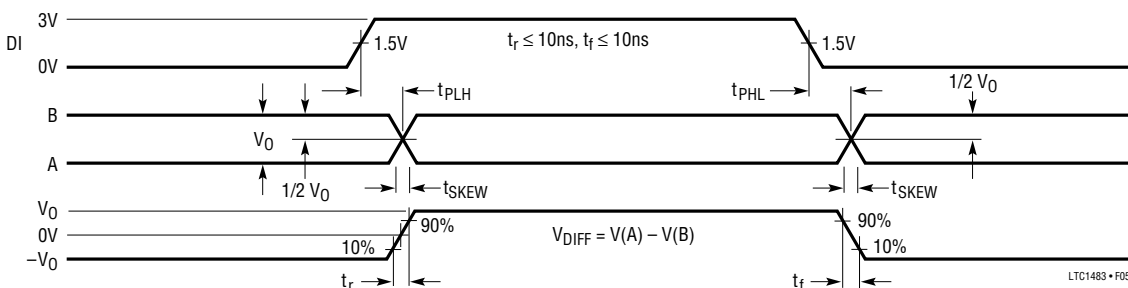 3V
DI
0V
1.5V
tr ≤ 10ns, tf ≤ 10ns
1.5V
tPLH
tPHL
1/2 VO
B
VO
A
1/2 VO
tSKEW
tSKEW
VO
0V
–VO
90%
10%
VDIFF = V(A) – V(B)
90%
10%
tr
tf
LTC1483 • F05